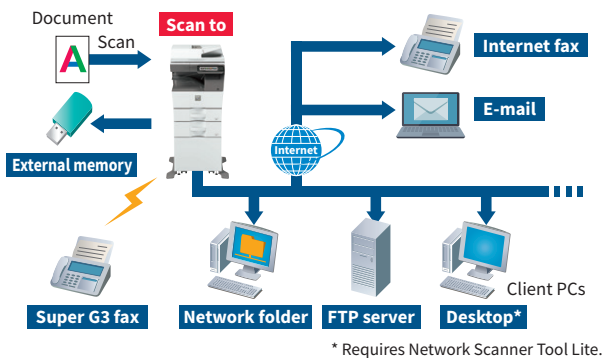 Document
Scan to
Scan
A
Internet fax
E-mail
External memory
Internet
Client PCs
Super G3 fax
Network folder
FTP server
Desktop*
* Requires Network Scanner Tool Lite.